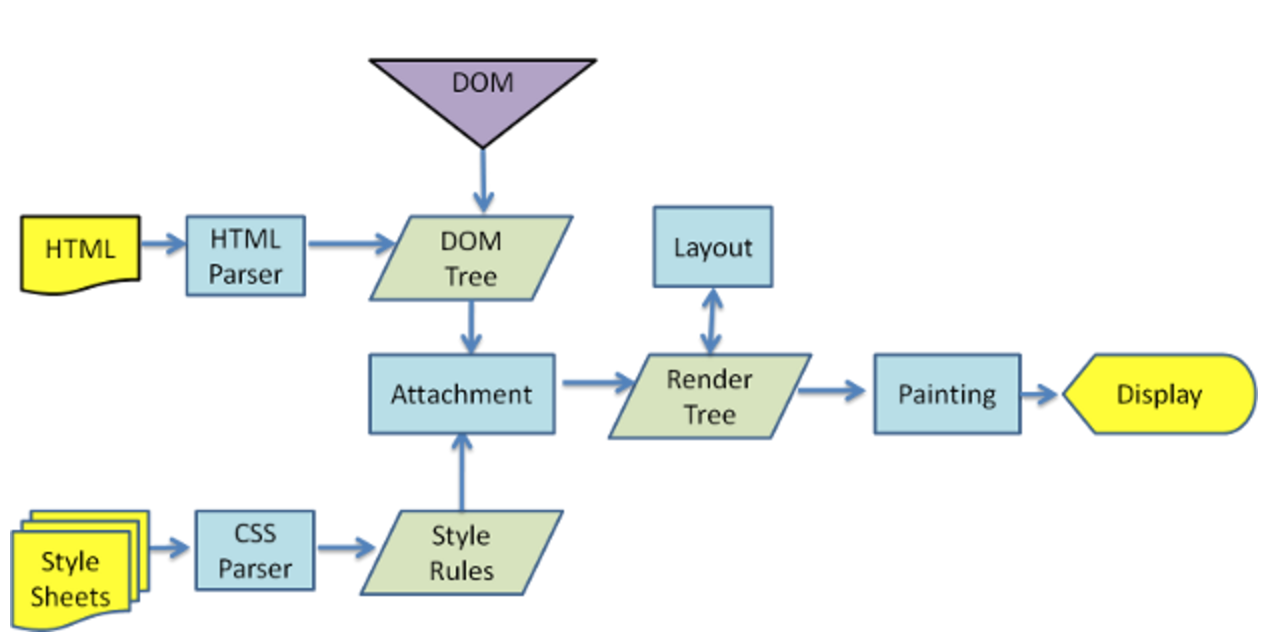 DOM
HTML
HTML
Parser
DOM
Tree
Layout
Attachment
Render
Tree
Painting
Display
Style
Sheets
CSS
Parser
Style
Rules